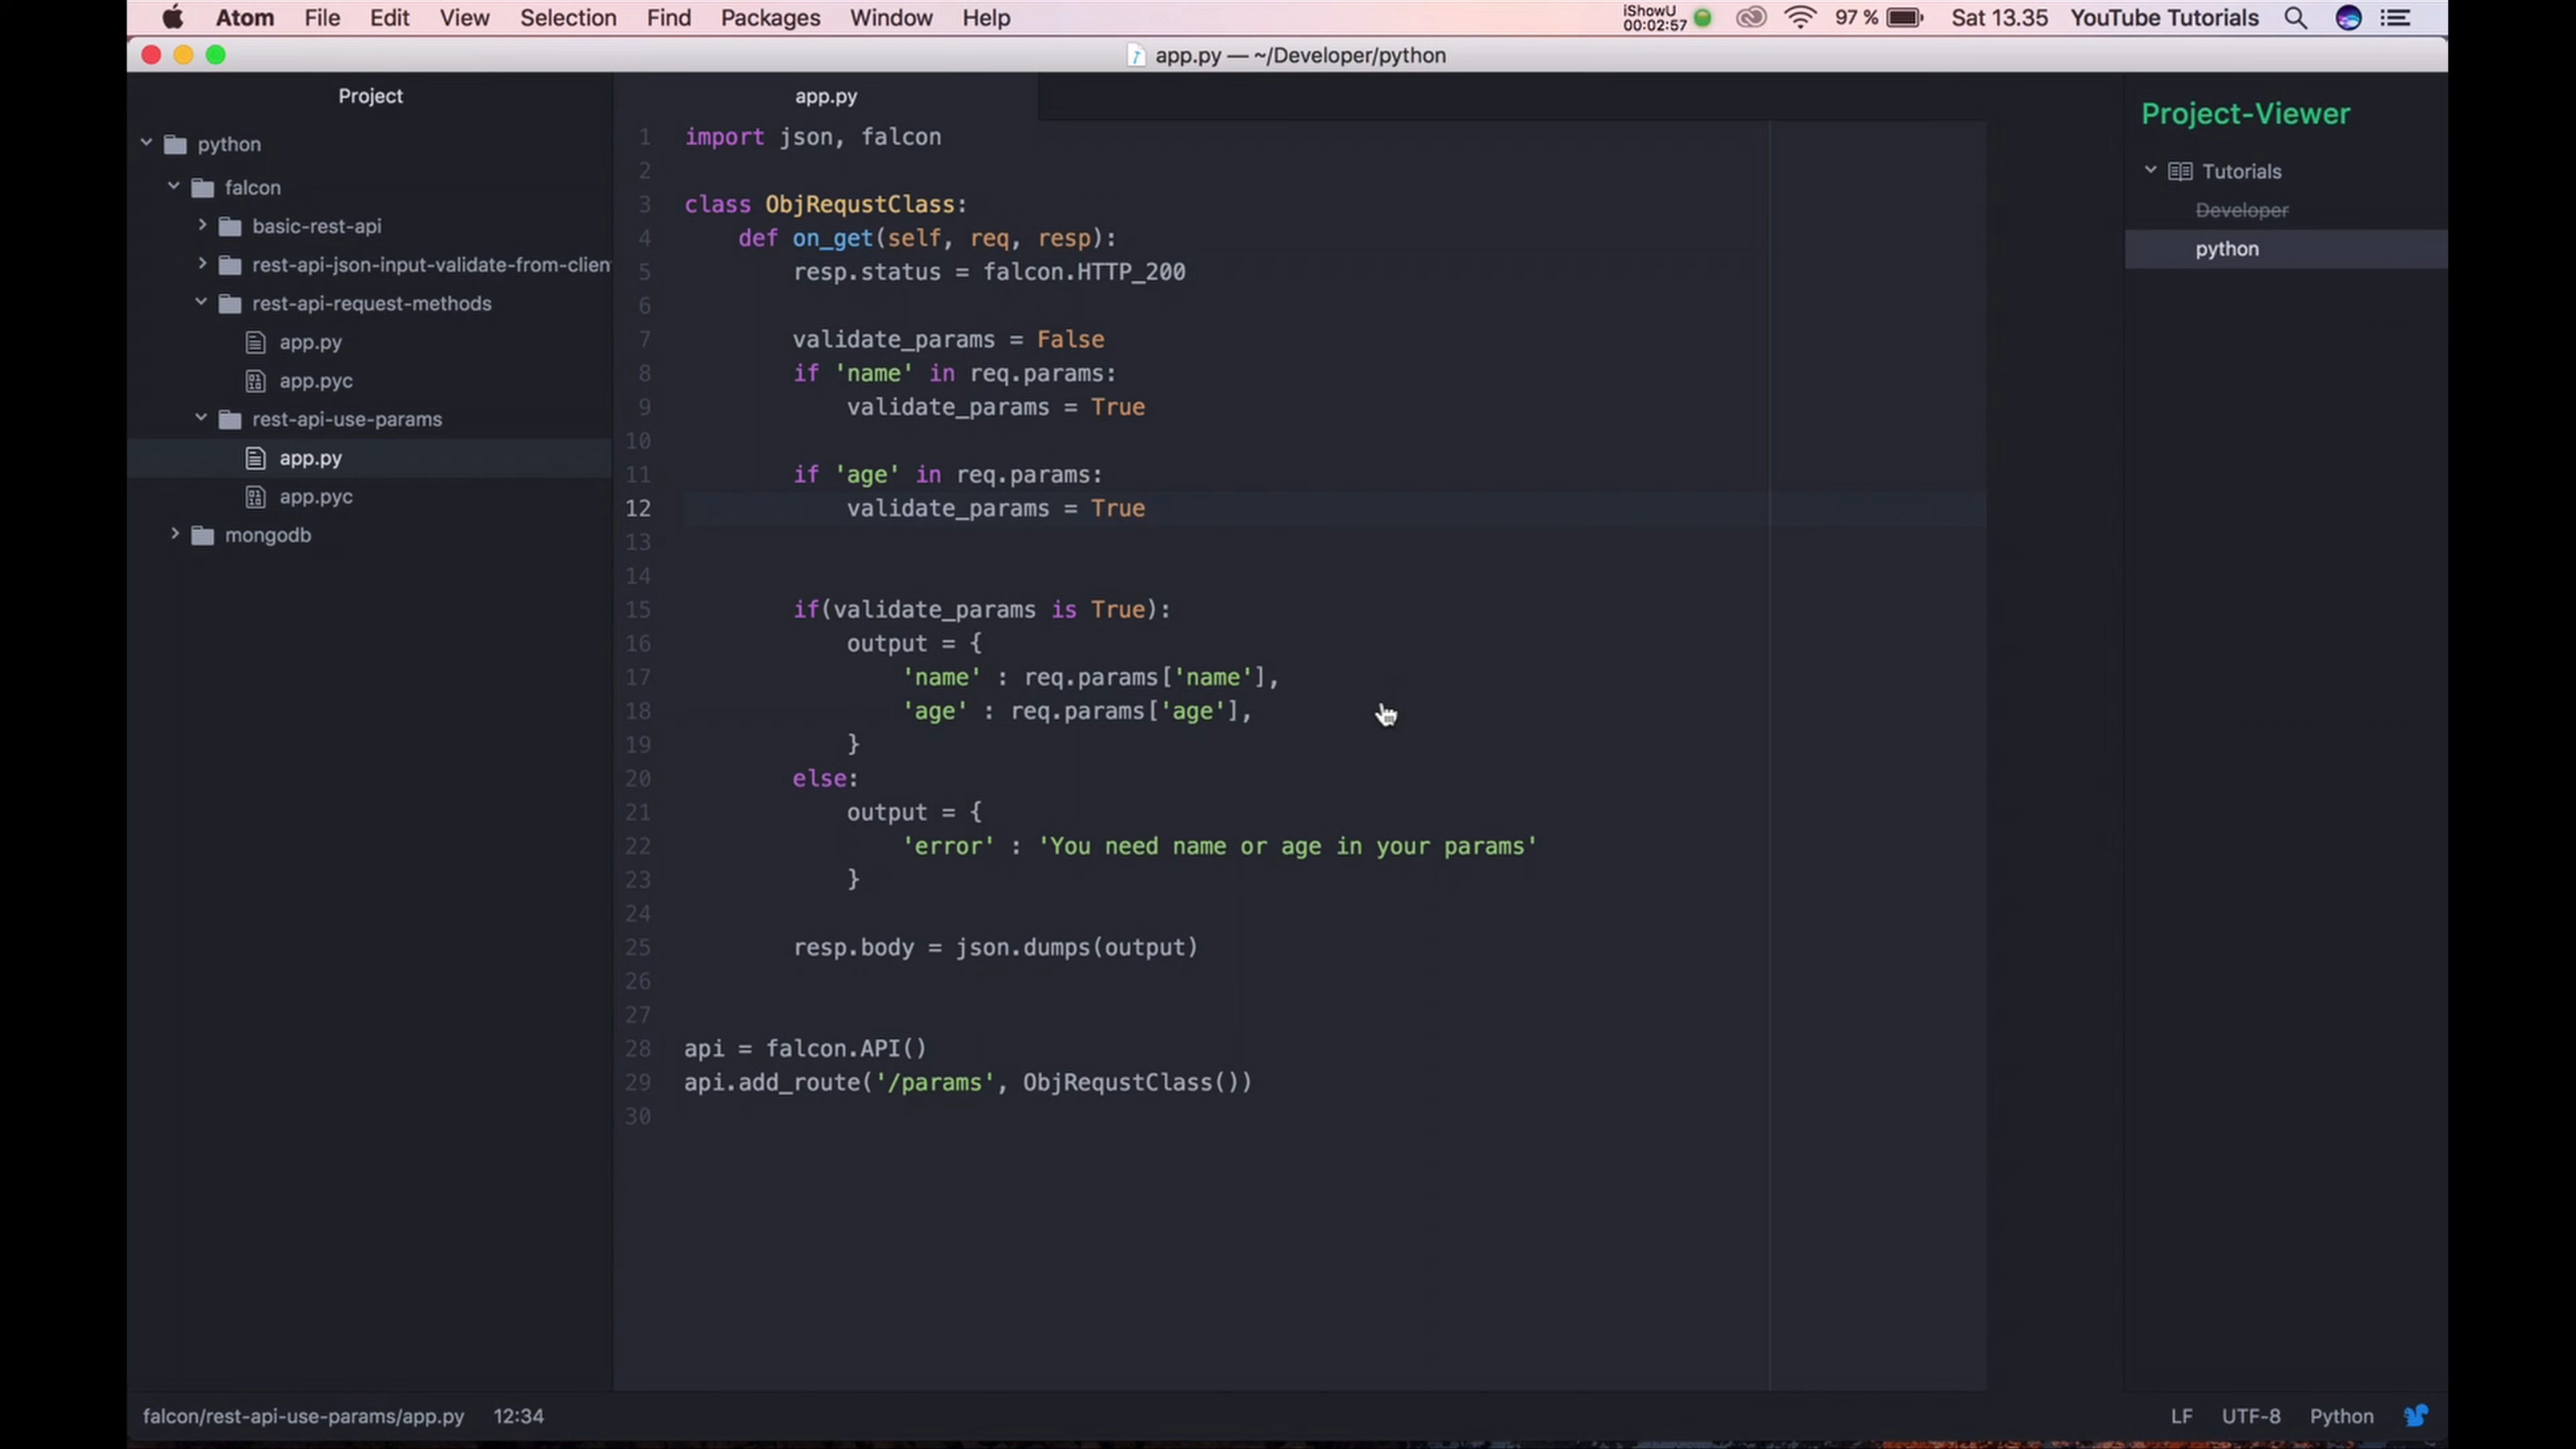 Atom File Edit View Selection Find Packages Window Help iShowU 00:02:57 97 % Sat 13.35 YouTube Tutorials
app.py — ~/Developer/python
Project
python
falcon
basic-rest-api
rest-api-json-input-validate-from-clien
rest-api-request-methods
app.py
app.pyc
rest-api-use-params
app.py
app.pyc
mongodb
app.py
1 import json, falcon
2
3 class ObjRequstClass:
4     def on_get(self, req, resp):
5         resp.status = falcon.HTTP_200
6
7         validate_params = False
8         if 'name' in req.params:
9             validate_params = True
10
11         if 'age' in req.params:
12             validate_params = True
13
14
15         if(validate_params is True):
16             output = {
17                 'name' : req.params['name'],
18                 'age' : req.params['age'],
19             }
20         else:
21             output = {
22                 'error' : 'You need name or age in your params'
23             }
24
25         resp.body = json.dumps(output)
26
27
28 api = falcon.API()
29 api.add_route('/params', ObjRequstClass())
30
Project-Viewer
Tutorials
Developer
python
falcon/rest-api-use-params/app.py 12:34 LF UTF-8 Python